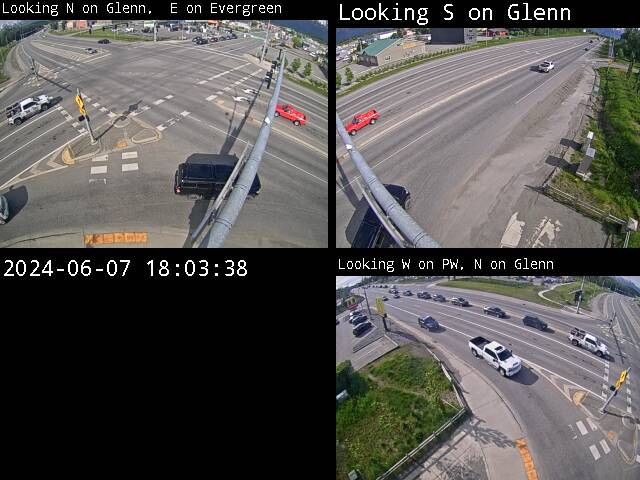 Looking N on Glenn, E on Evergreen
Looking S on Glenn
2024-06-07 18:03:38
Looking W on PW, N on Glenn